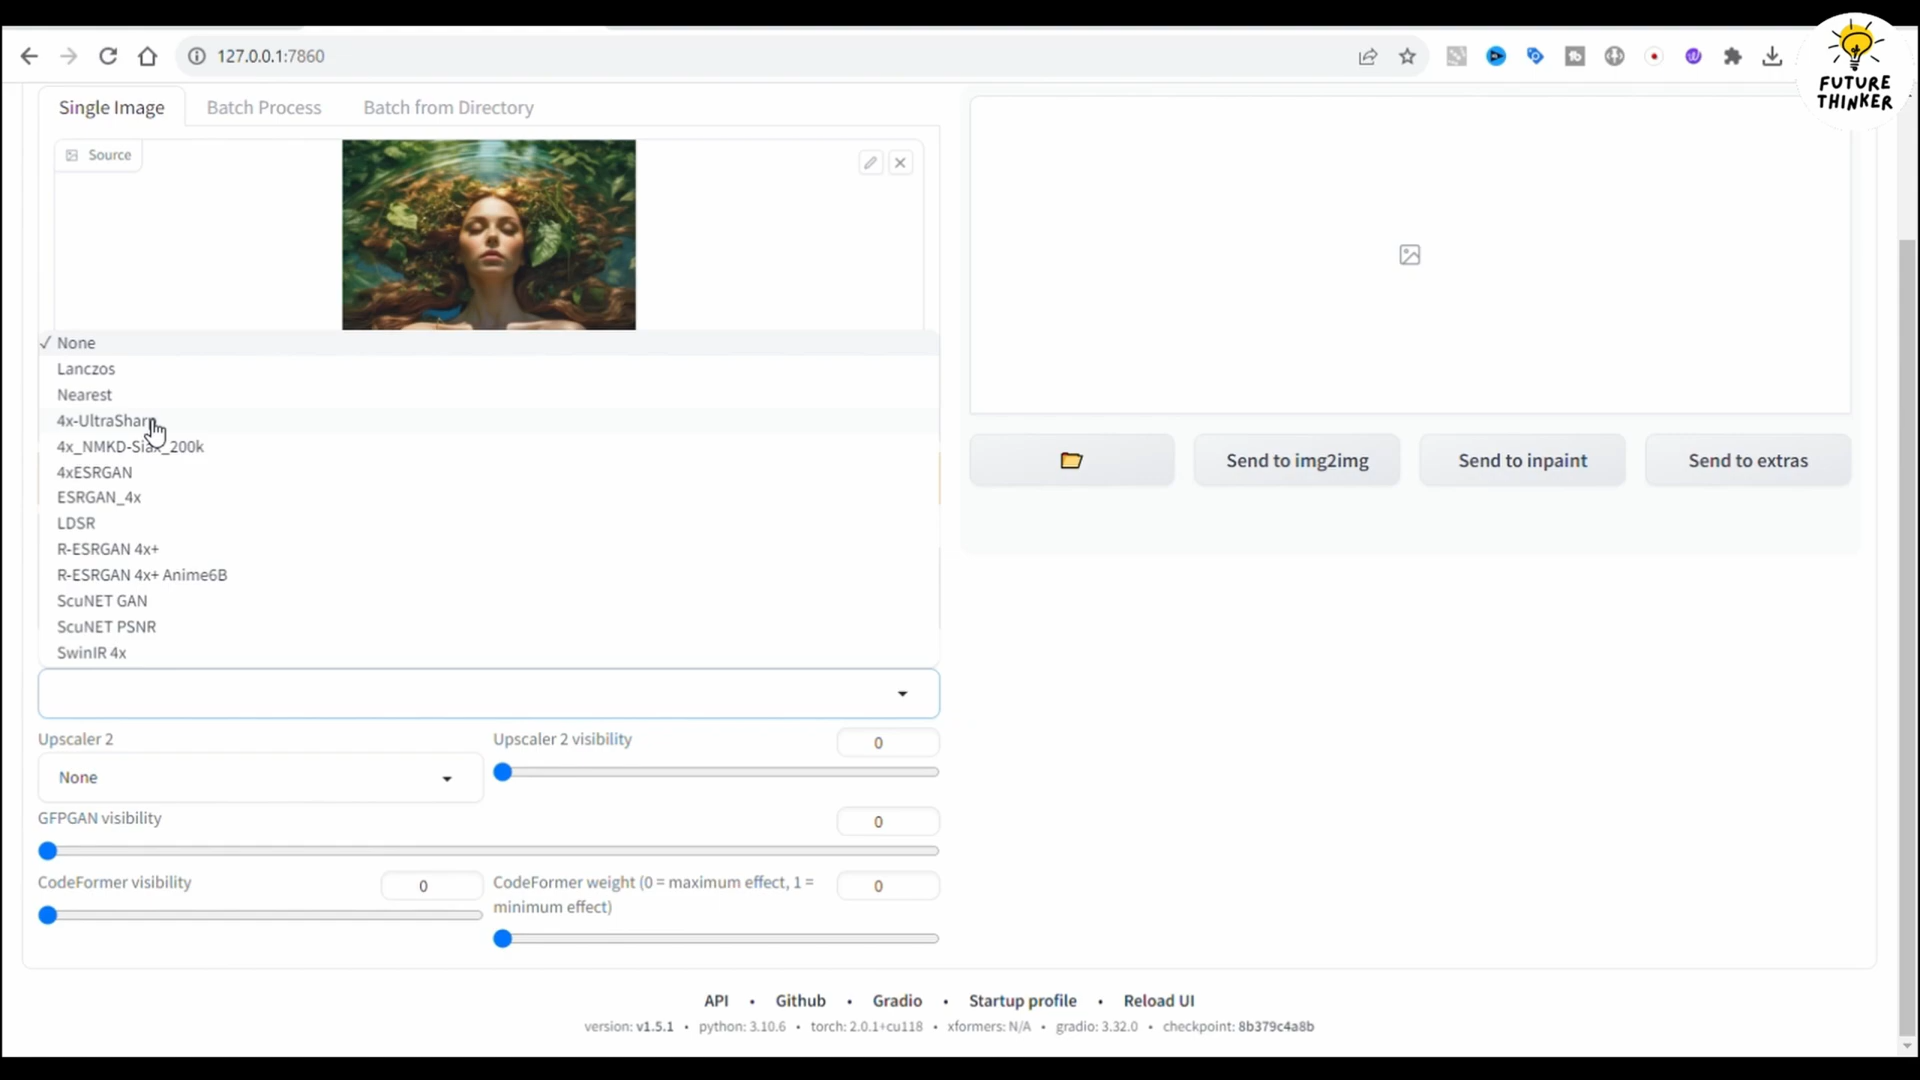 127.0.0.1:7860
FUTURE
THINKER
Single Image Batch Process Batch from Directory
Source
✓ None
Lanczos
Nearest
4x-UltraSharp
4x_NMKD-Siax_200k
4xESRGAN
ESRGAN_4x
LDSR
R-ESRGAN 4x+
R-ESRGAN 4x+ Anime6B
ScuNET GAN
ScuNET PSNR
SwinIR 4x
Send to img2img Send to inpaint Send to extras
Upscaler 2 Upscaler 2 visibility 0
None
GFPGAN visibility 0
CodeFormer visibility 0 CodeFormer weight (0 = maximum effect, 1 =
minimum effect) 0
API • Github • Gradio • Startup profile • Reload UI
version: v1.5.1 • python: 3.10.6 • torch: 2.0.1+cu118 • xformers: N/A • gradio: 3.32.0 • checkpoint: 8b379c4a8b